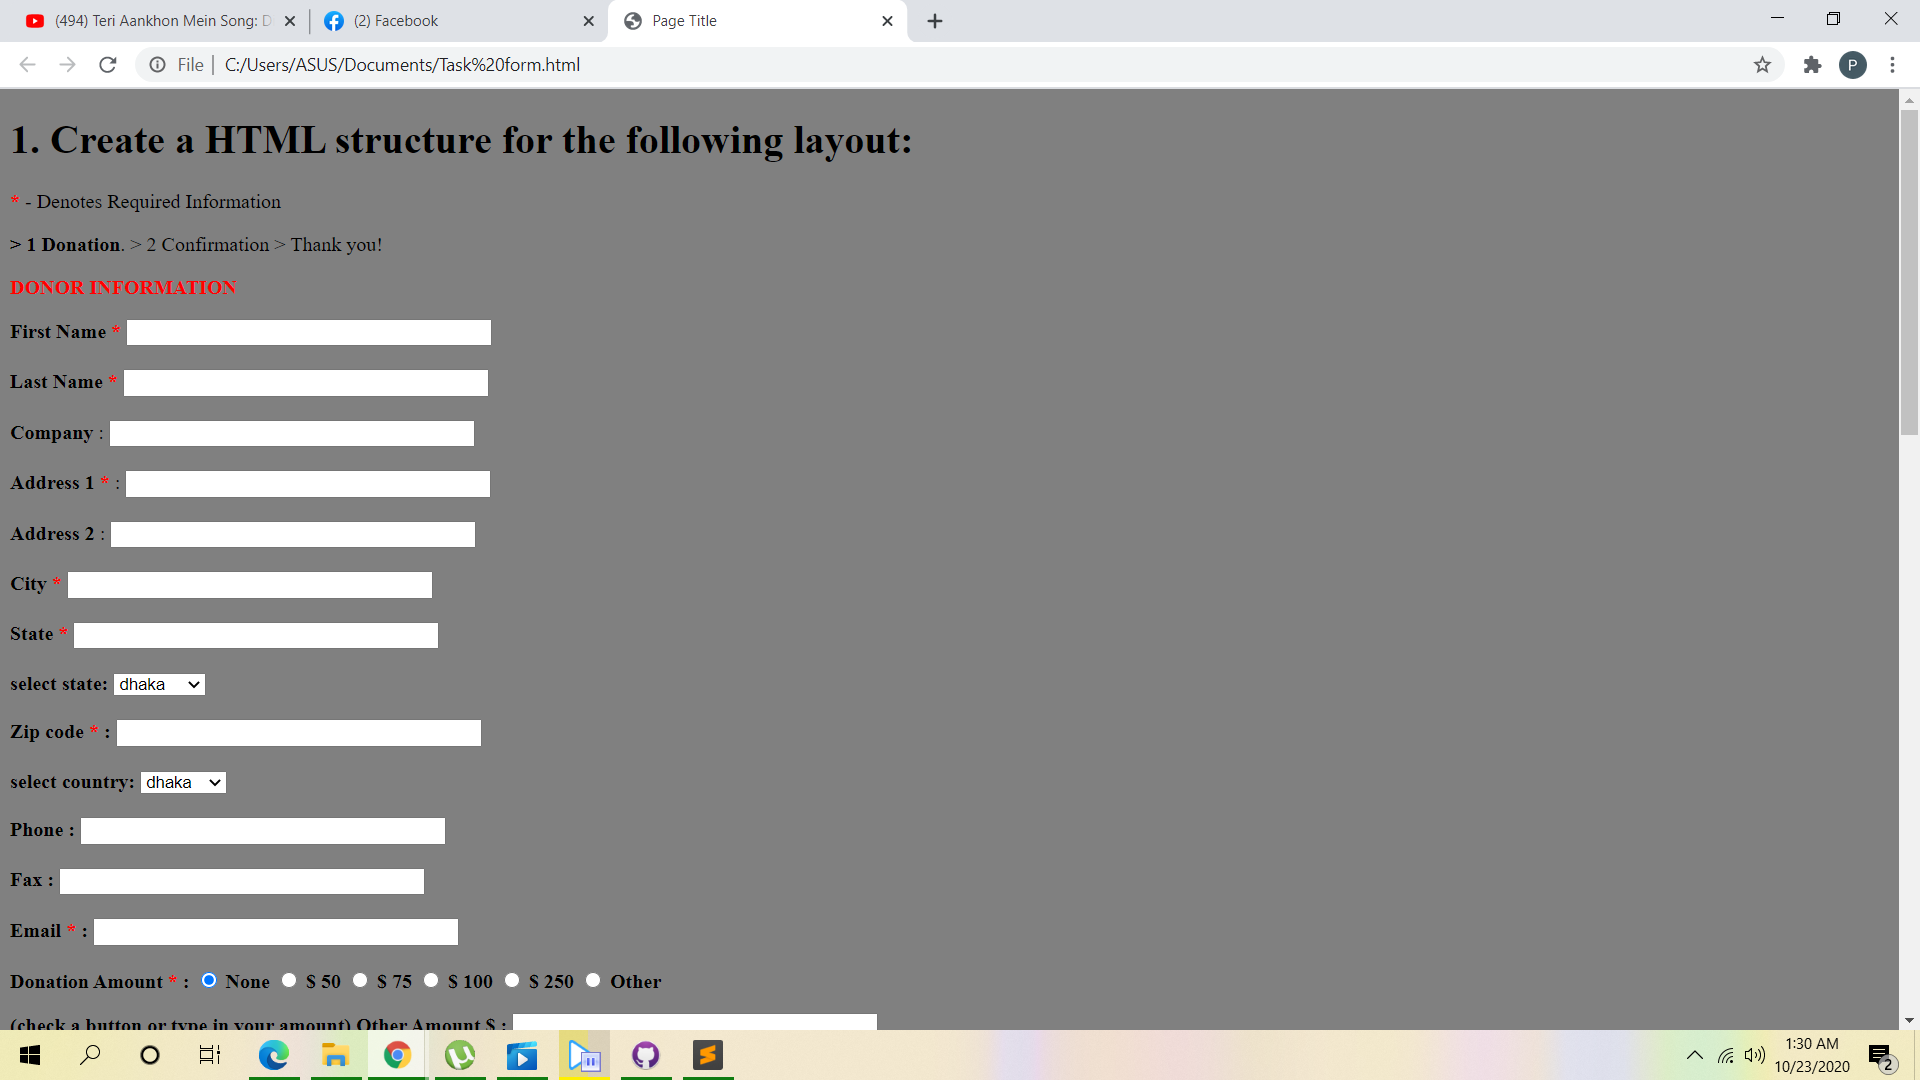 (494) Teri Aankhon Mein Song: D
(2) Facebook
Page Title
File | C:/Users/ASUS/Documents/Task%20form.html
P
1. Create a HTML structure for the following layout:
* - Denotes Required Information
> 1 Donation. > 2 Confirmation > Thank you!
DONOR INFORMATION
First Name *
Last Name *
Company :
Address 1 * :
Address 2 :
City *
State *
select state: dhaka
Zip code * :
select country: dhaka
Phone :
Fax :
Email * :
Donation Amount * : None $ 50 $ 75 $ 100 $ 250 Other
(check a button or type in your amount) Other Amount $ :
1:30 AM
10/23/2020
2